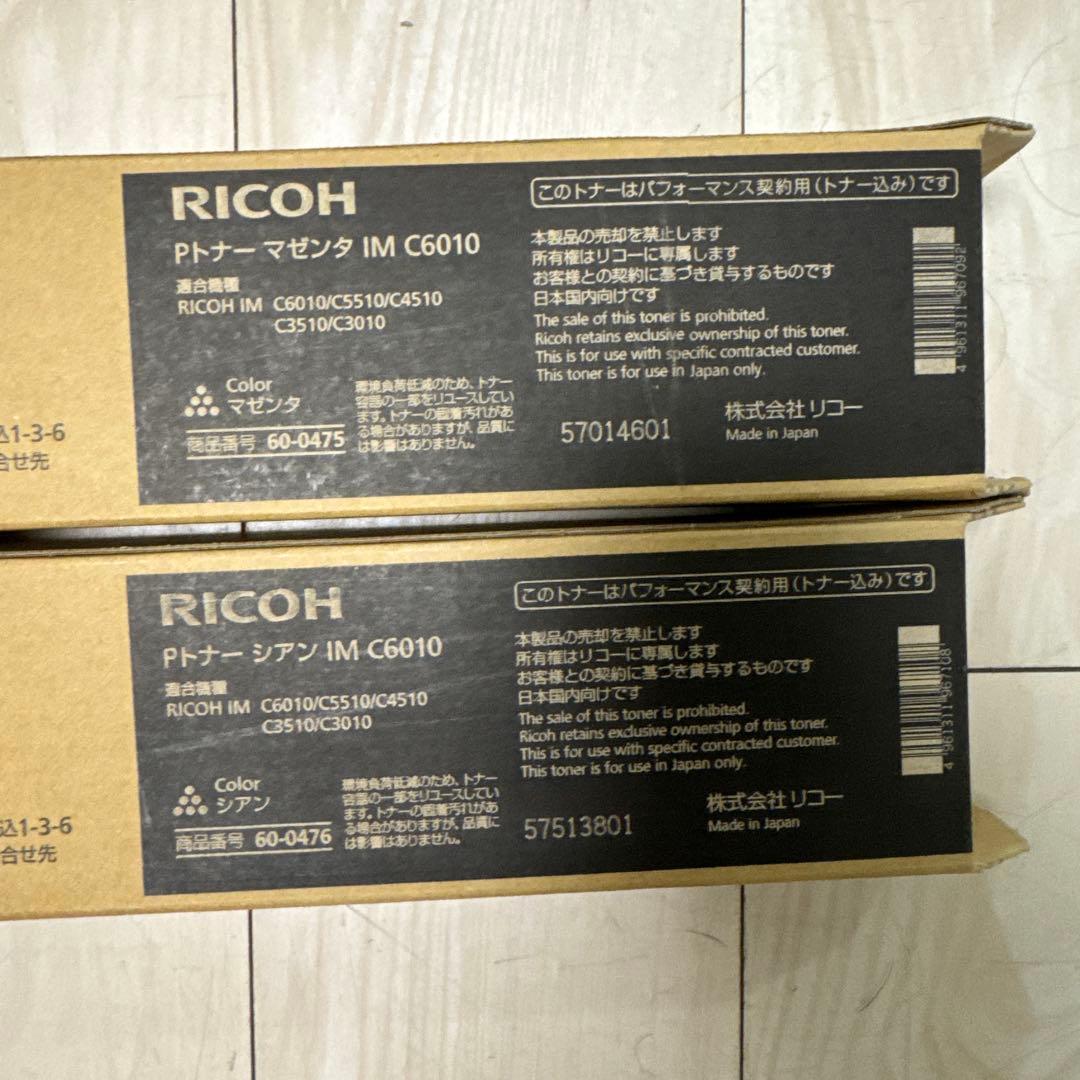 RICOH
Pトナー マゼンタ IM C6010
適合機種
RICOH IM C6010/C5510/C4510
C3510/C3010
Color
マゼンタ
商品番号 60-0475
環境負荷低減のため、トナー
容器の一部をリユースしてい
ます。トナーの固着汚れがあ
る場合がありますが、品質に
は影響はありません。
このトナーはパフォーマンス契約用(トナー込み)です
本製品の売却を禁止します
所有権はリコーに専属します
お客様との契約に基づき貸与するものです
日本国内向けです
The sale of this toner is prohibited.
Ricoh retains exclusive ownership of this toner.
This is for use with specific contracted customer.
This toner is for use in Japan only.
57014601
株式会社リコー
Made in Japan
4961311967092
込1-3-6
合せ先
RICOH
Pトナー シアン IM C6010
適合機種
RICOH IM C6010/C5510/C4510
C3510/C3010
Color
シアン
商品番号 60-0476
環境負荷低減のため、トナー
容器の一部をリユースしてい
ます。トナーの固着汚れがあ
る場合がありますが、品質に
は影響はありません。
このトナーはパフォーマンス契約用(トナー込み)です
本製品の売却を禁止します
所有権はリコーに専属します
お客様との契約に基づき貸与するものです
日本国内向けです
The sale of this toner is prohibited.
Ricoh retains exclusive ownership of this toner.
This is for use with specific contracted customer.
This toner is for use in Japan only.
57513801
株式会社リコー
Made in Japan
4961311967108
込1-3-6
合せ先